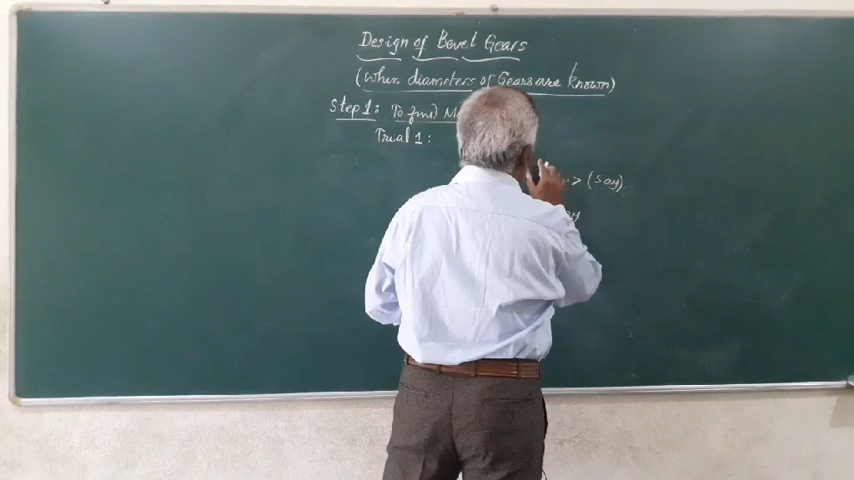 Design of Bevel Gears
(When diameters of Gears are known)
Step 1: To find
Trial 1:
> (Say)